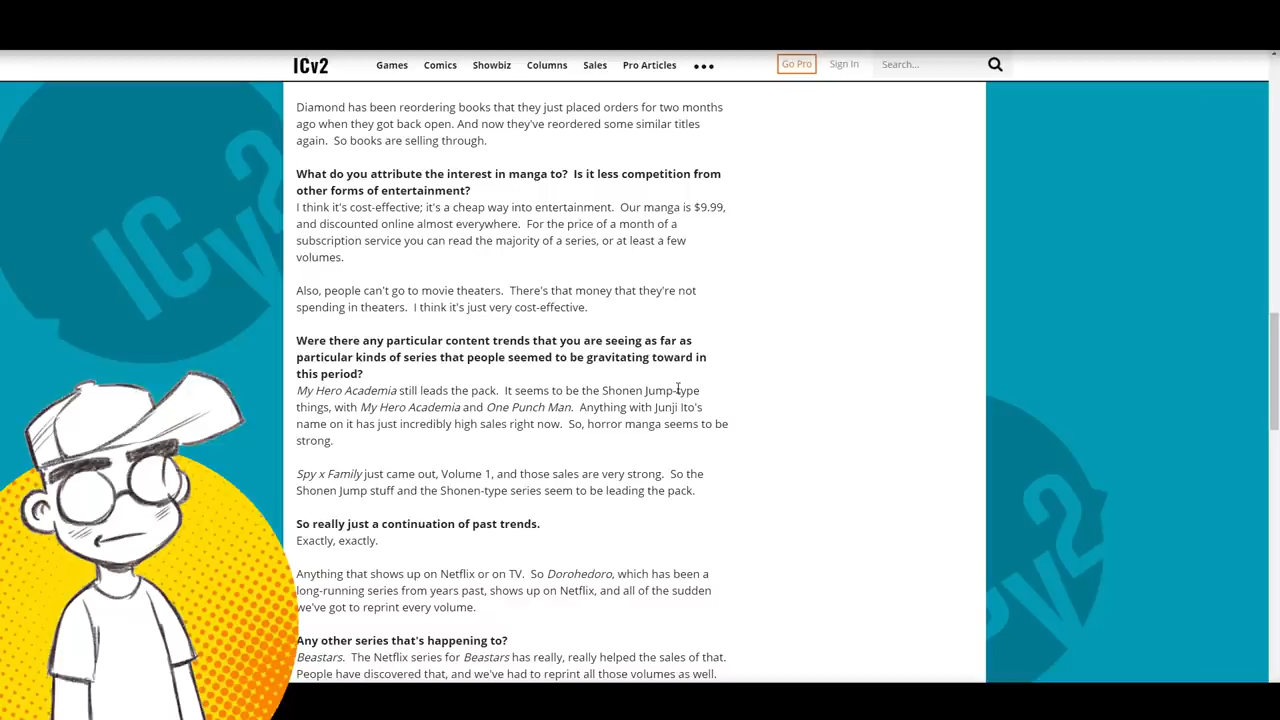 ICv2
Games Comics Showbiz Columns Sales Pro Articles
Go Pro Sign In Search...
Diamond has been reordering books that they just placed orders for two months
ago when they got back open. And now they've reordered some similar titles
again. So books are selling through.
What do you attribute the interest in manga to? Is it less competition from
other forms of entertainment?
I think it's cost-effective; it's a cheap way into entertainment. Our manga is $9.99,
and discounted online almost everywhere. For the price of a month of a
subscription service you can read the majority of a series, or at least a few
volumes.
Also, people can't go to movie theaters. There's that money that they're not
spending in theaters. I think it's just very cost-effective.
Were there any particular content trends that you are seeing as far as
particular kinds of series that people seemed to be gravitating toward in
this period?
My Hero Academia still leads the pack. It seems to be the Shonen Jump-type
things, with My Hero Academia and One Punch Man. Anything with Junji Ito's
name on it has just incredibly high sales right now. So, horror manga seems to be
strong.
Spy x Family just came out, Volume 1, and those sales are very strong. So the
Shonen Jump stuff and the Shonen-type series seem to be leading the pack.
So really just a continuation of past trends.
Exactly, exactly.
Anything that shows up on Netflix or on TV. So Dorohedoro, which has been a
long-running series from years past, shows up on Netflix, and all of the sudden
we've got to reprint every volume.
Any other series that's happening to?
Beastars. The Netflix series for Beastars has really, really helped the sales of that.
People have discovered that, and we've had to reprint all those volumes as well.
ICv2
ICv2